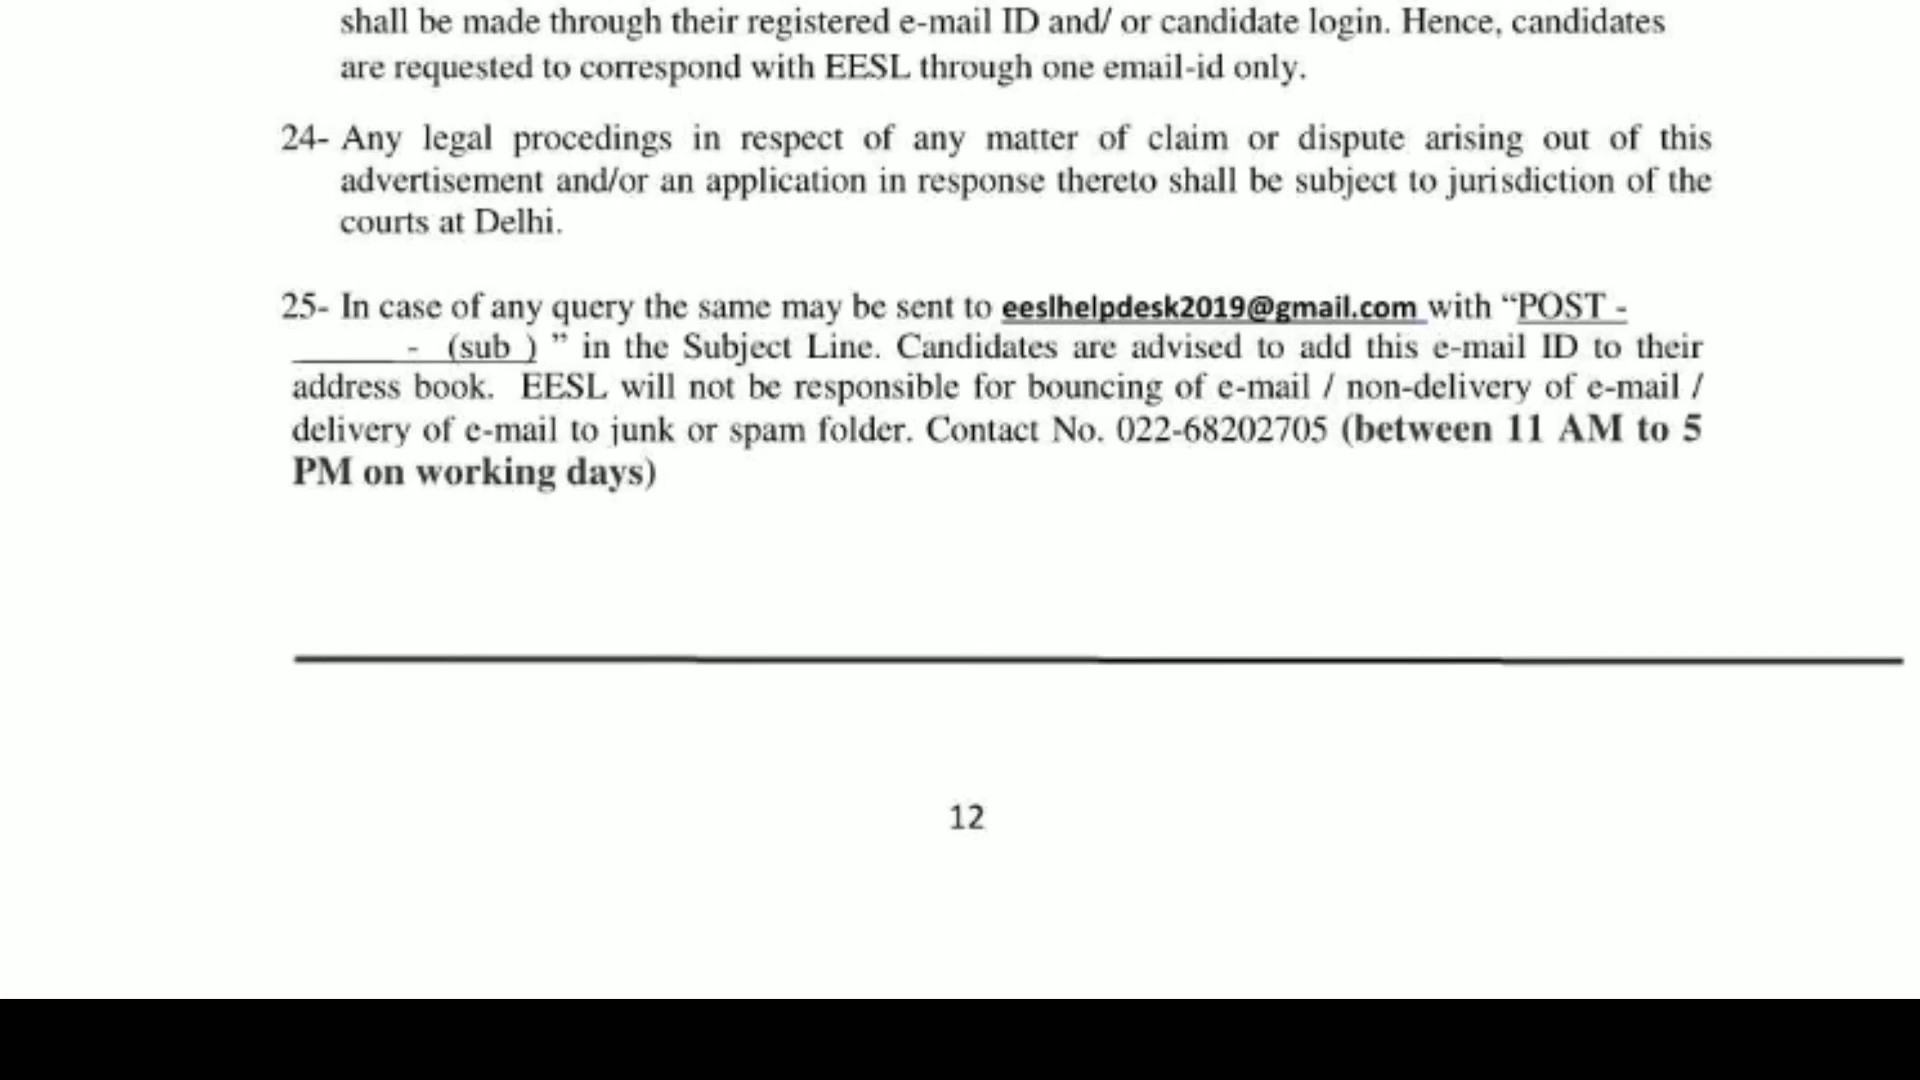 shall be made through their registered e-mail ID and/ or candidate login. Hence, candidates
are requested to correspond with EESL through one email-id only.
24- Any legal procedings in respect of any matter of claim or dispute arising out of this
advertisement and/or an application in response thereto shall be subject to jurisdiction of the
courts at Delhi.
25- In case of any query the same may be sent to eeslhelpdesk2019@gmail.com with “POST -
______ - (sub ) ” in the Subject Line. Candidates are advised to add this e-mail ID to their
address book. EESL will not be responsible for bouncing of e-mail / non-delivery of e-mail /
delivery of e-mail to junk or spam folder. Contact No. 022-68202705 (between 11 AM to 5
PM on working days)
12